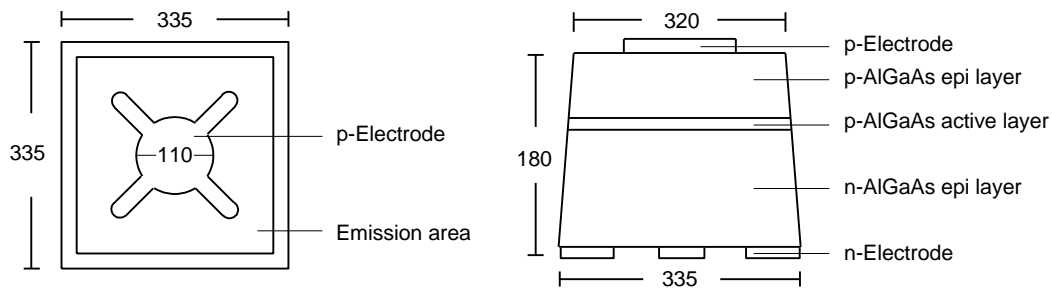 335
335
p-Electrode
110
Emission area
320
p-Electrode
p-AlGaAs epi layer
p-AlGaAs active layer
180
n-AlGaAs epi layer
n-Electrode
335